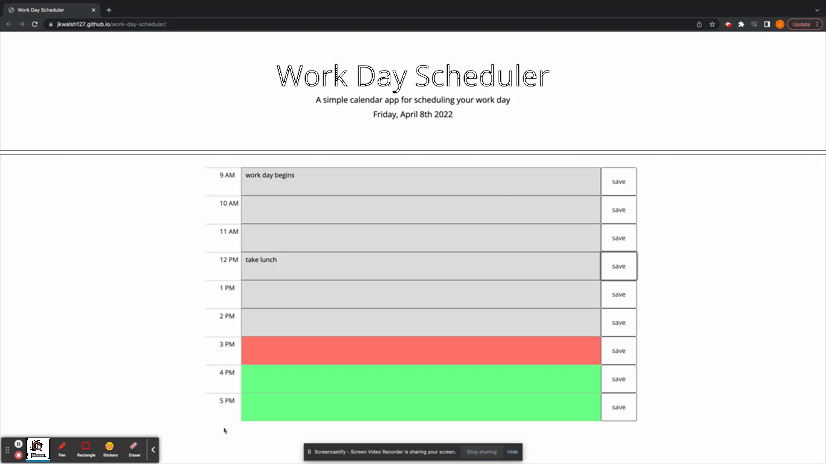 Work Day Scheduler
jkwalsh127.github.io/work-day-scheduler/
Update
Work Day Scheduler
A simple calendar app for scheduling your work day
Friday, April 8th 2022
9 AM work day begins save
10 AM save
11 AM save
12 PM take lunch save
1 PM save
2 PM save
3 PM save
4 PM save
5 PM save
Pen Rectangle Stickers Eraser
Screencastify - Screen Video Recorder is sharing your screen. Stop sharing Hide